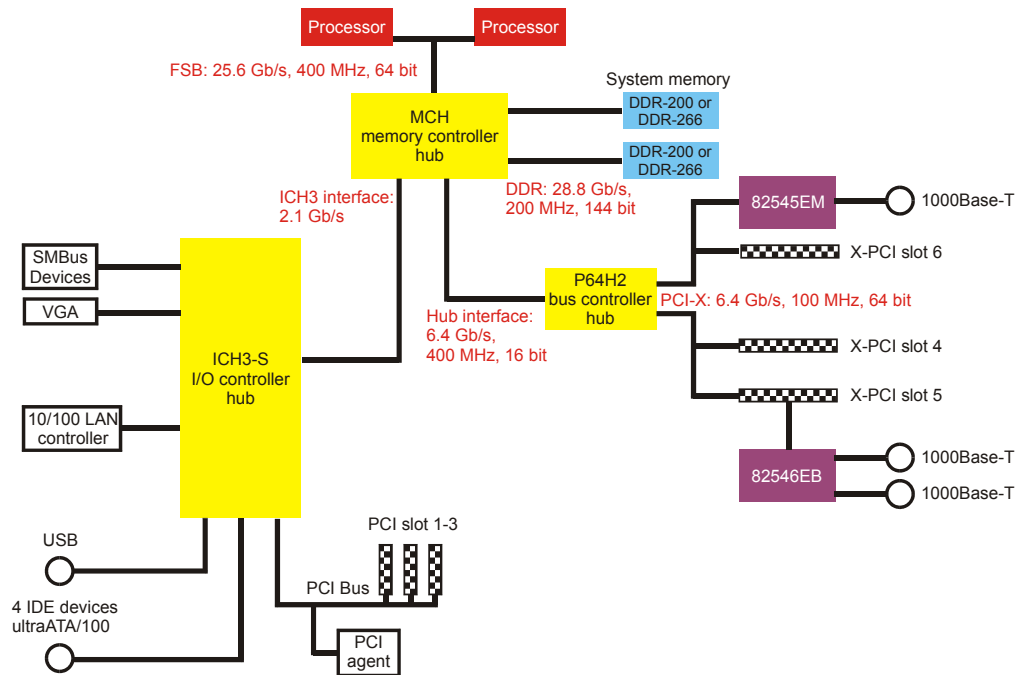 Processor
Processor
FSB: 25.6 Gb/s, 400 MHz, 64 bit
System memory
MCH
memory controller
hub
DDR-200 or
DDR-266
DDR-200 or
DDR-266
ICH3 interface:
2.1 Gb/s
DDR: 28.8 Gb/s,
200 MHz, 144 bit
82545EM
1000Base-T
X-PCI slot 6
SMBus
Devices
VGA
P64H2
bus controller
hub
PCI-X: 6.4 Gb/s, 100 MHz, 64 bit
Hub interface:
6.4 Gb/s,
400 MHz, 16 bit
X-PCI slot 4
ICH3-S
I/O controller
hub
X-PCI slot 5
10/100 LAN
controller
82546EB
1000Base-T
1000Base-T
PCI slot 1-3
USB
PCI Bus
4 IDE devices
ultraATA/100
PCI
agent